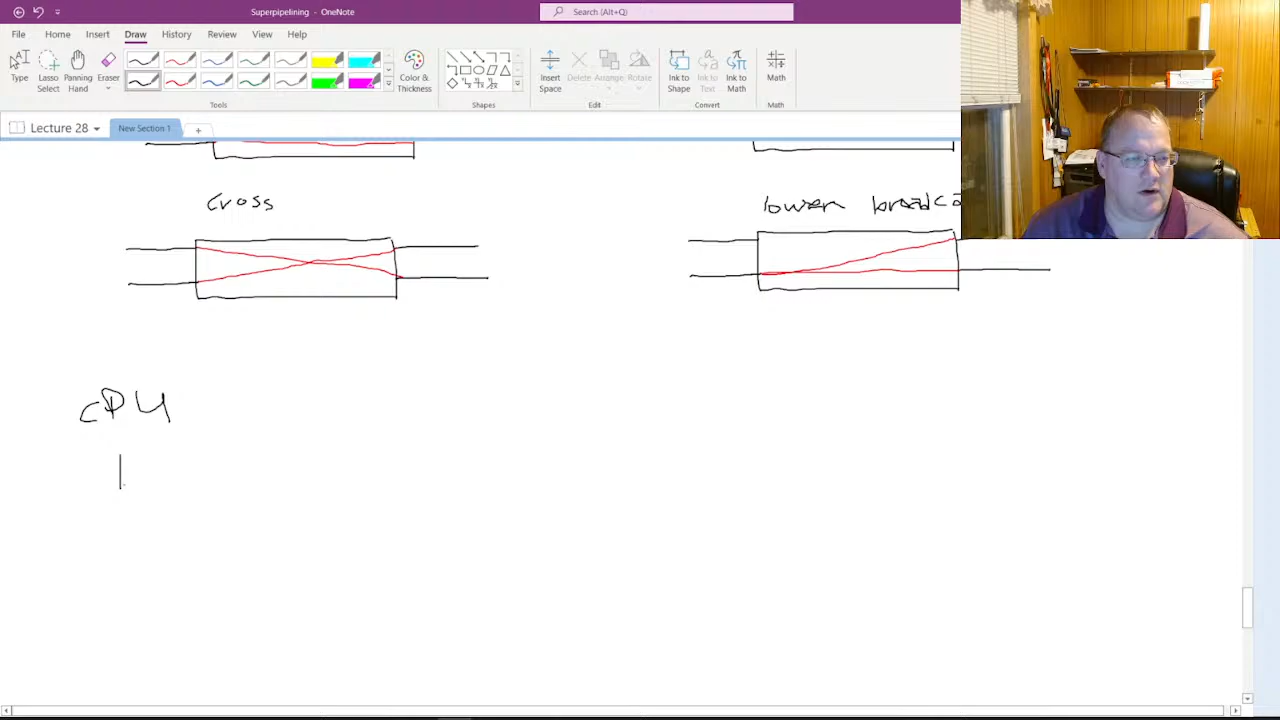 Superpipelining - OneNote
Search (Alt+Q)
File Home Insert Draw History Review View Help
Type Lasso Select Panning Hand Eraser Color & Thickness Insert Space Delete Arrange Rotate Ink to Shape Ink to Text Ink to Math Math
Tools Shapes Edit Convert Math
Lecture 28 New Section 1 +
cross
lower broadca
CPU